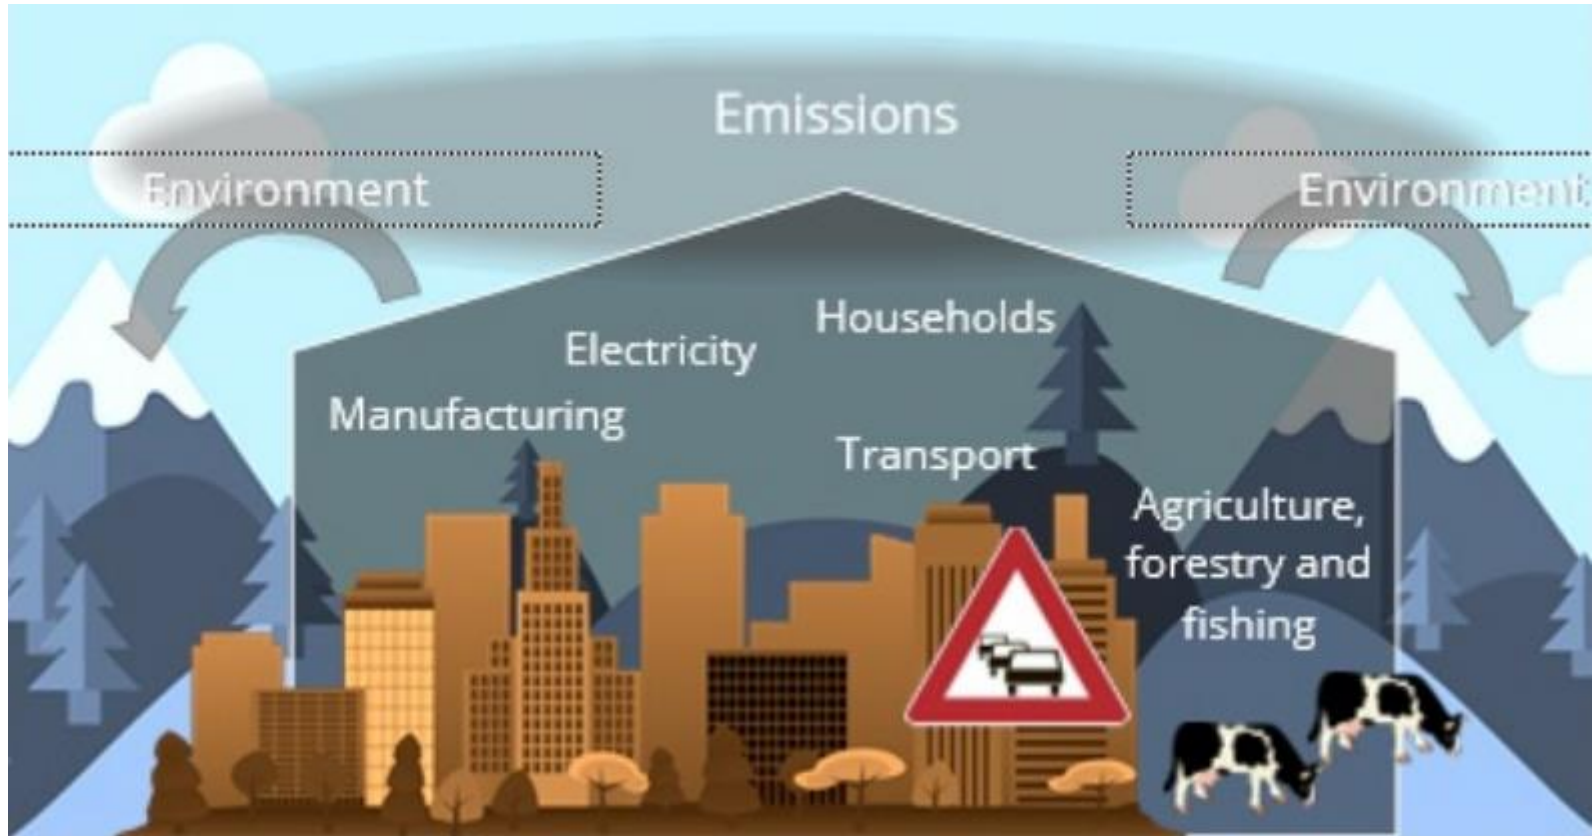 Emissions
Environment
Environment
Households
Electricity
Manufacturing
Transport
Agriculture,
forestry and
fishing